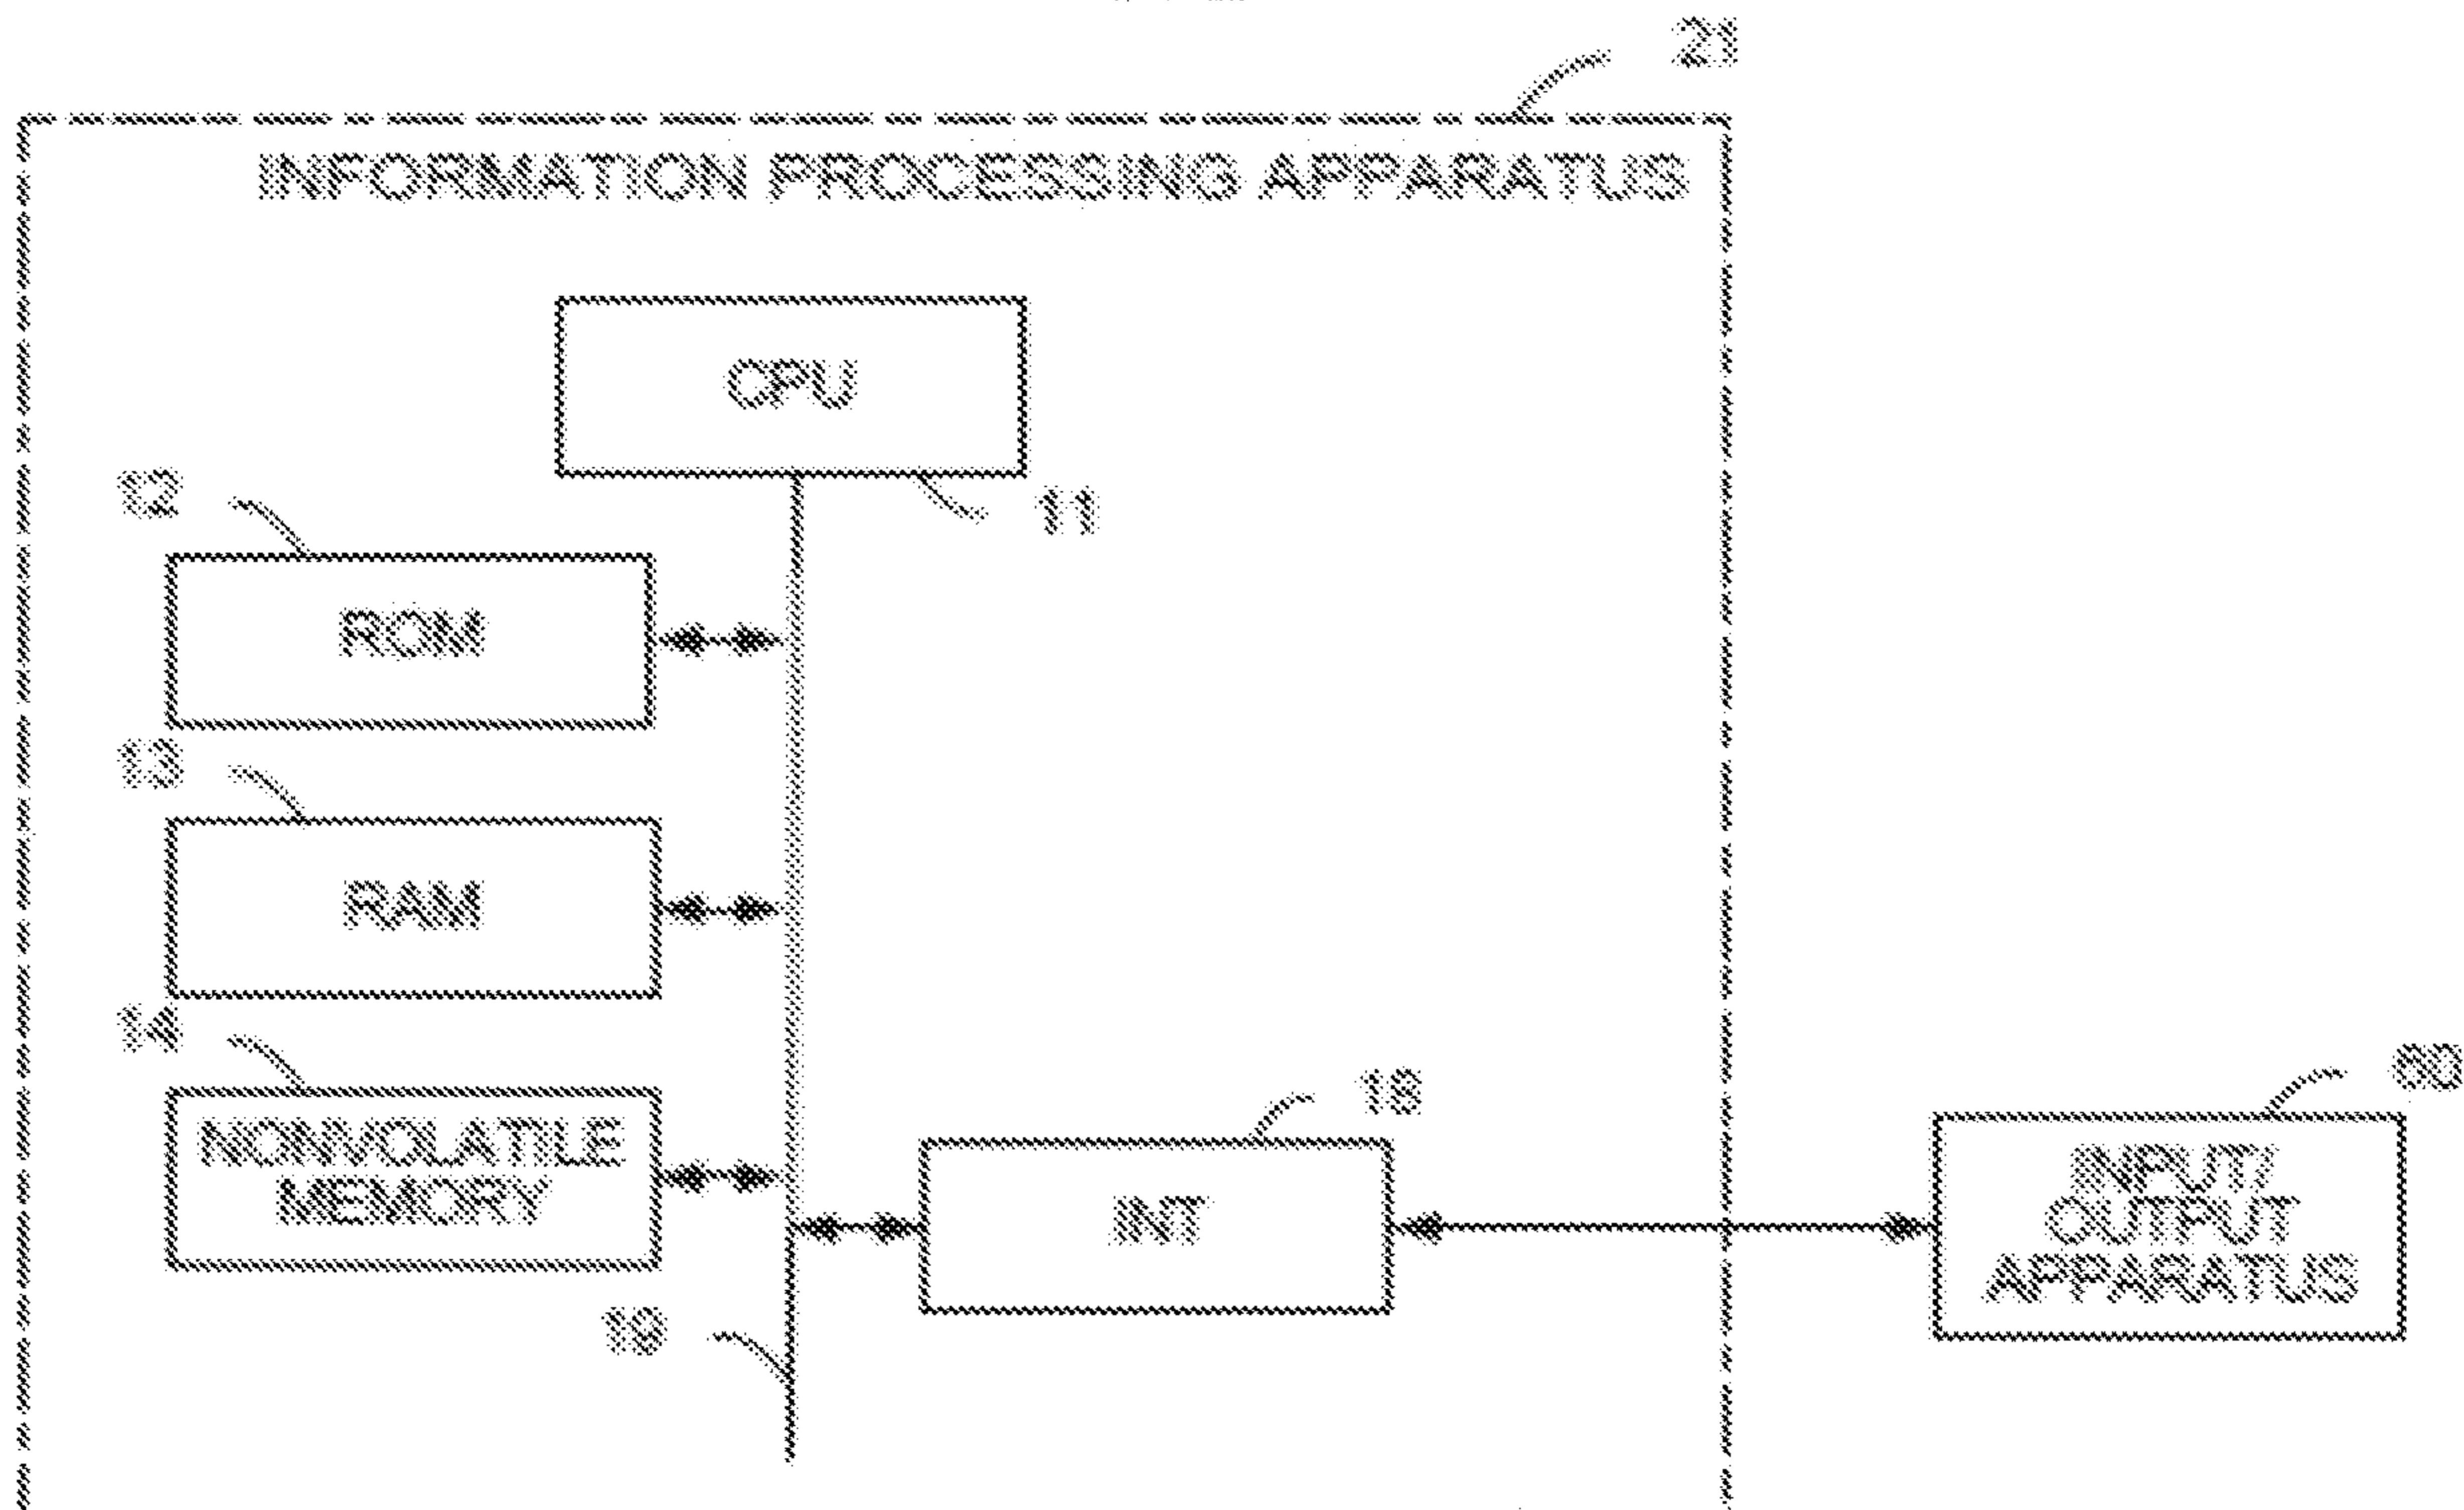 21
INFORMATION PROCESSING APPARATUS
CPU
12
11
ROM
13
RAM
14
NONVOLATILE
MEMORY
18
INT
60
INPUT/
OUTPUT
APPARATUS
19